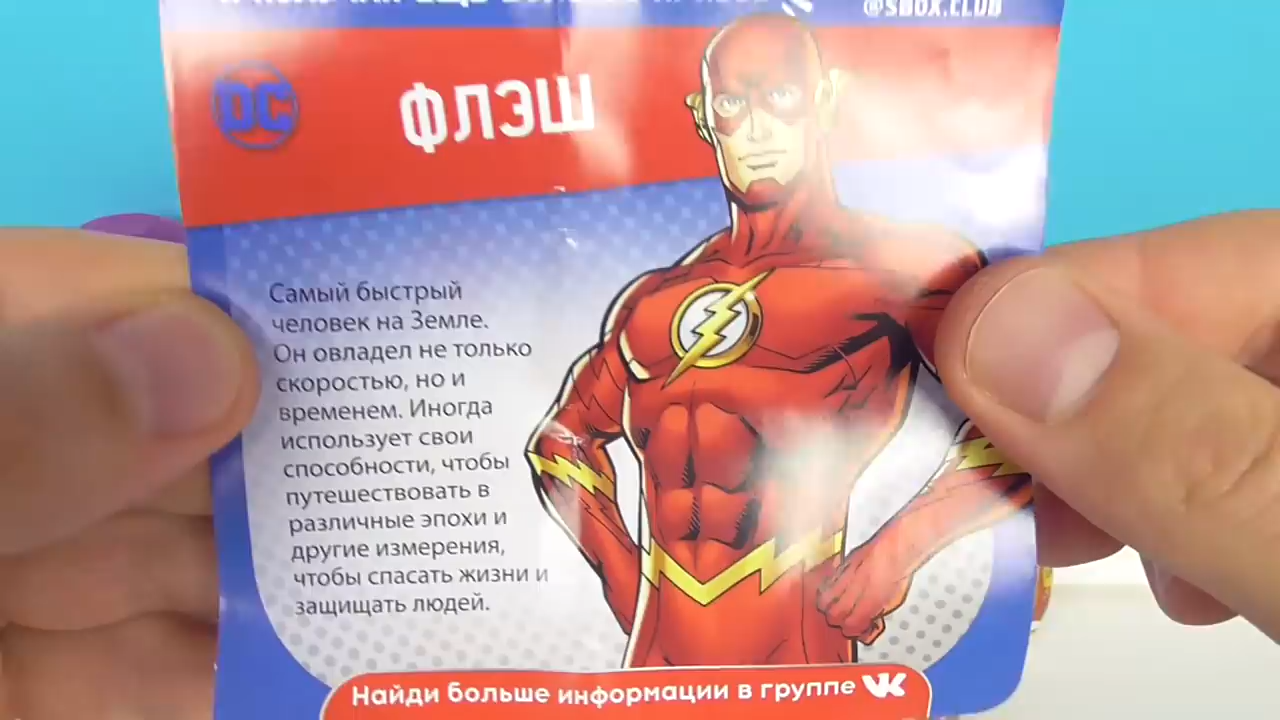 @SBOX.CLUB
DC
ФЛЭШ
Самый быстрый
человек на Земле.
Он овладел не только
скоростью, но и
временем. Иногда
использует свои
способности, чтобы
путешествовать в
различные эпохи и
другие измерения,
чтобы спасать жизни и
защищать людей.
Найди больше информации в группе VK